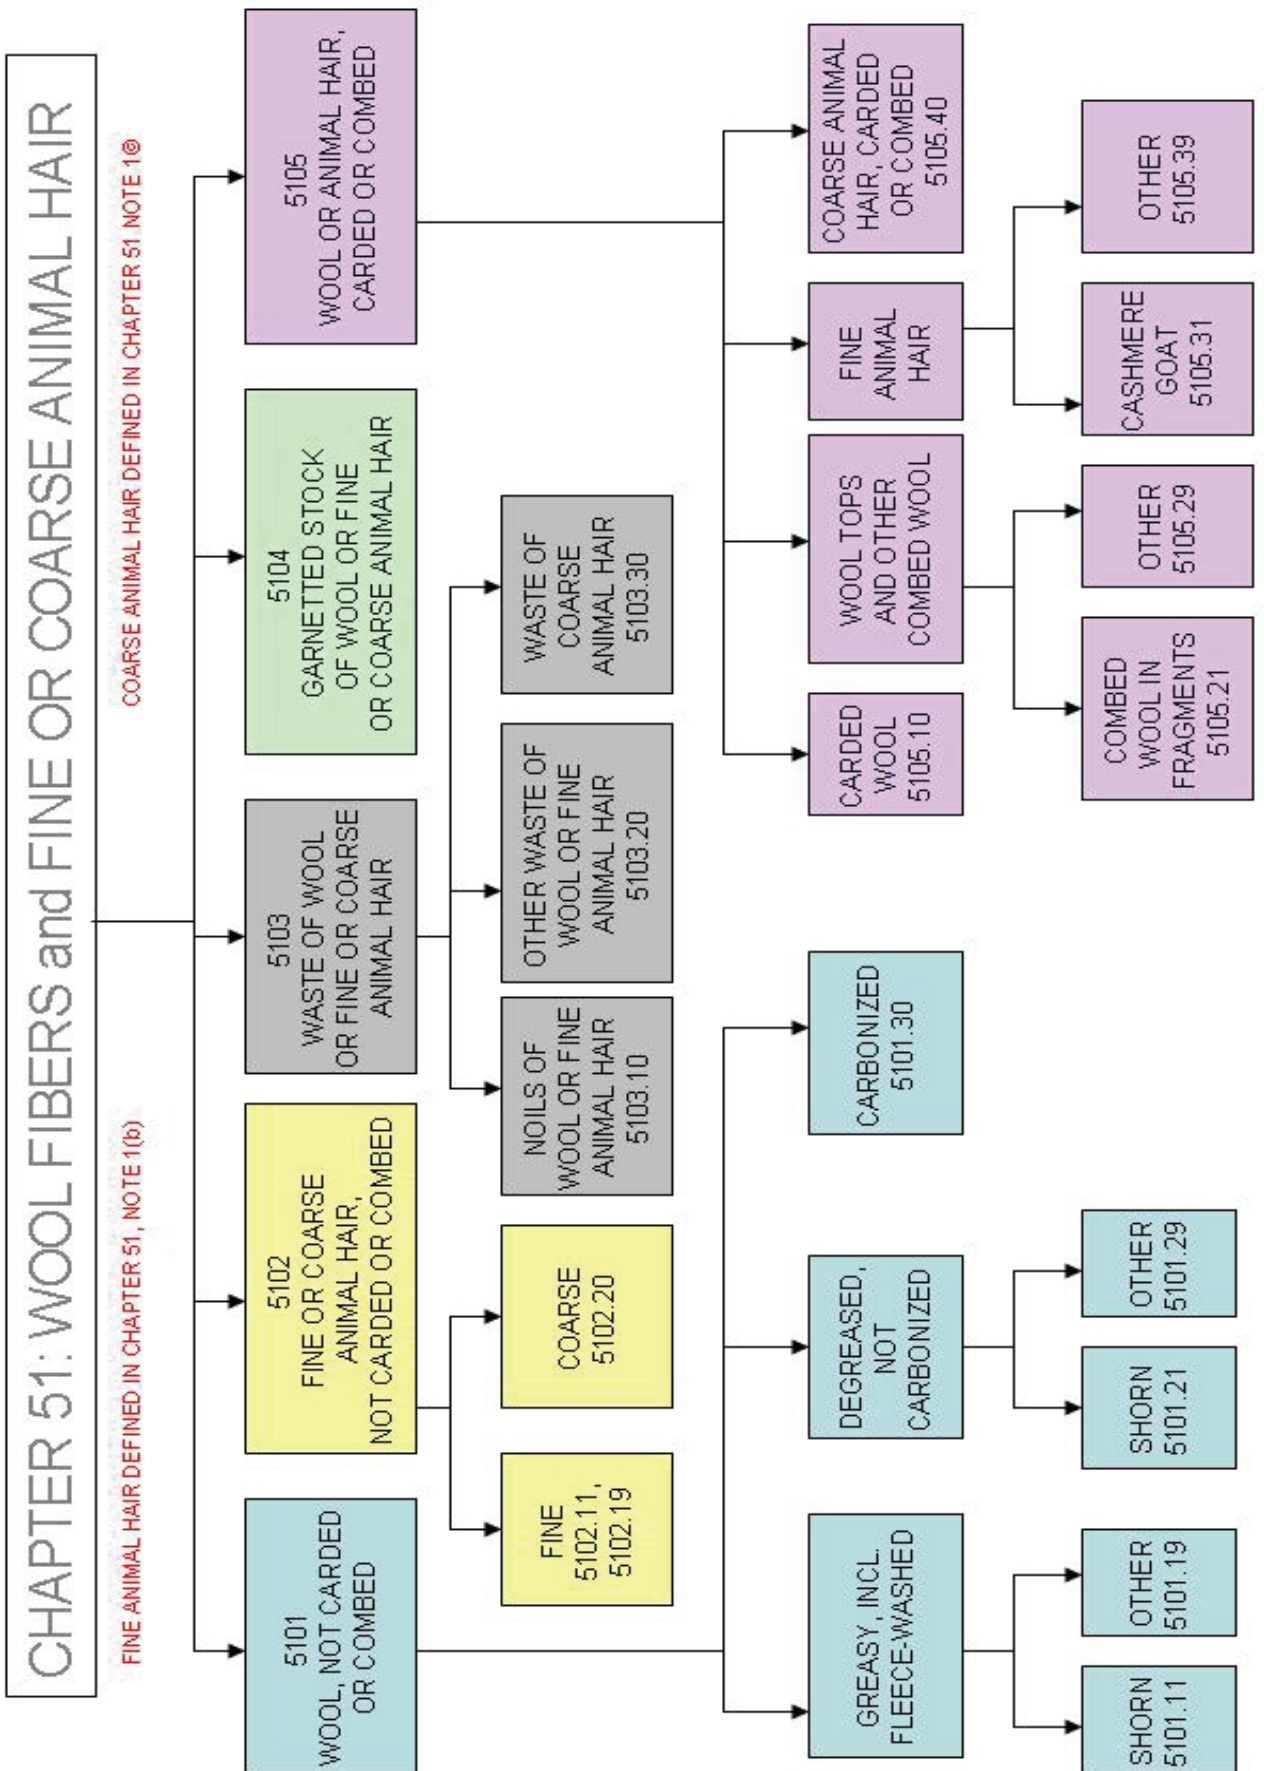 CHAPTER 51: WOOL FIBERS and FINE OR COARSE ANIMAL HAIR
FINE ANIMAL HAIR DEFINED IN CHAPTER 51, NOTE 1(b)
COARSE ANIMAL HAIR DEFINED IN CHAPTER 51 NOTE 1©
5101
WOOL, NOT CARDED
OR COMBED
5102
FINE OR COARSE
ANIMAL HAIR,
NOT CARDED OR COMBED
5103
WASTE OF WOOL
OR FINE OR COARSE
ANIMAL HAIR
5104
GARNETTED STOCK
OF WOOL OR FINE
OR COARSE ANIMAL HAIR
5105
WOOL OR ANIMAL HAIR,
CARDED OR COMBED
FINE
5102.11,
5102.19
COARSE
5102.20
NOILS OF
WOOL OR FINE
ANIMAL HAIR
5103.10
OTHER WASTE OF
WOOL OR FINE
ANIMAL HAIR
5103.20
WASTE OF
COARSE
ANIMAL HAIR
5103.30
GREASY, INCL.
FLEECE-WASHED
DEGREASED,
NOT
CARBONIZED
CARBONIZED
5101.30
CARDED
WOOL
5105.10
WOOL TOPS
AND OTHER
COMBED WOOL
FINE
ANIMAL
HAIR
COARSE ANIMAL
HAIR, CARDED
OR COMBED
5105.40
SHORN
5101.11
OTHER
5101.19
SHORN
5101.21
OTHER
5101.29
COMBED
WOOL IN
FRAGMENTS
5105.21
OTHER
5105.29
CASHMERE
GOAT
5105.31
OTHER
5105.39